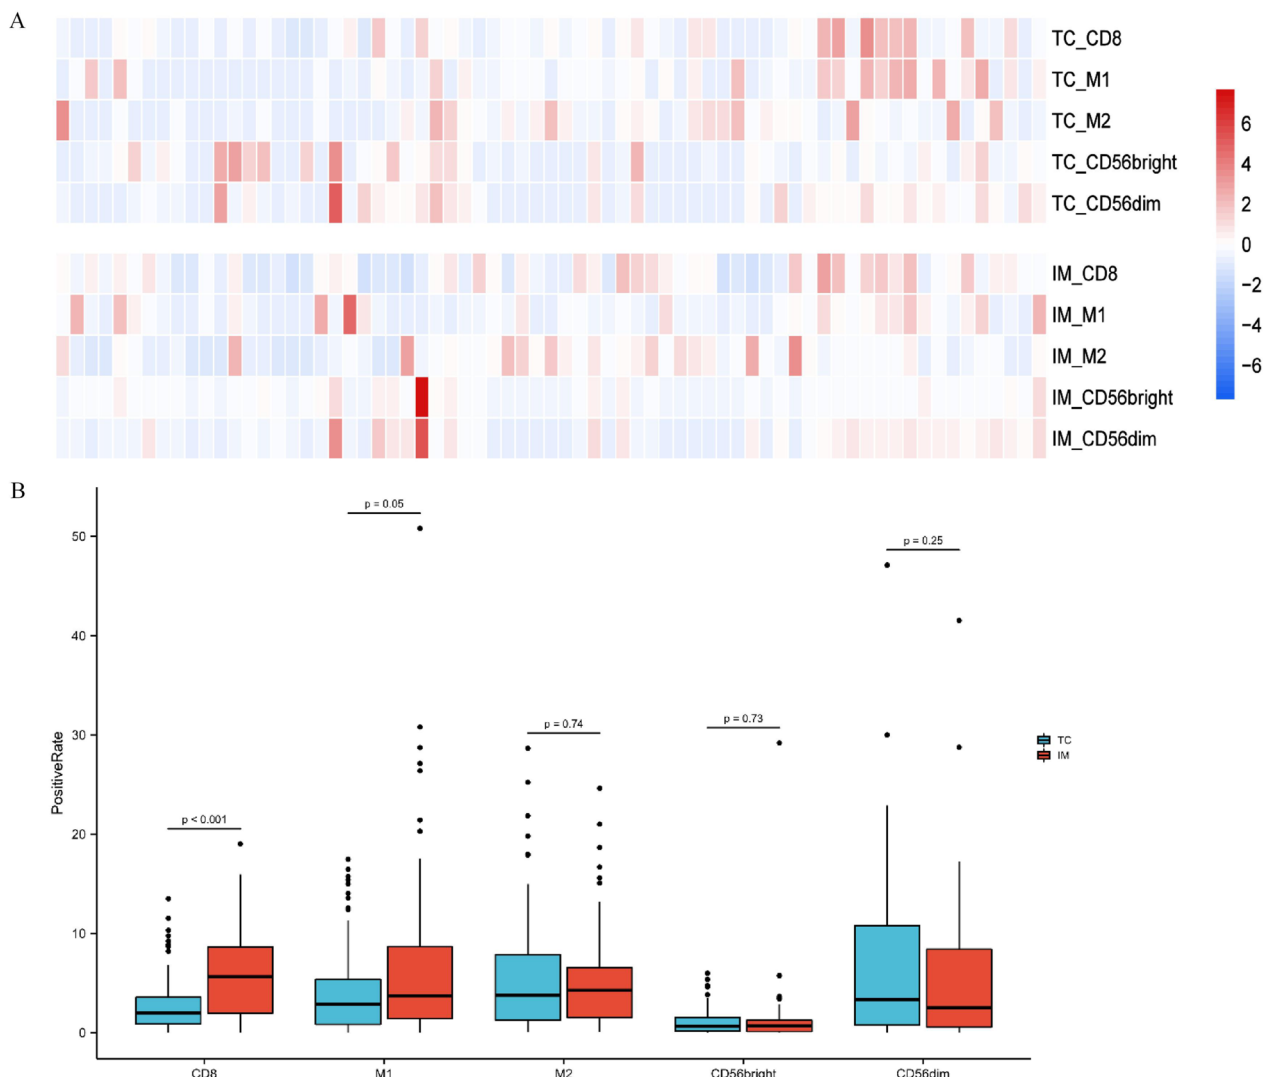 A
TC_CD8
TC_M1
TC_M2
TC_CD56bright
TC_CD56dim
IM_CD8
IM_M1
IM_M2
IM_CD56bright
IM_CD56dim
6
4
2
0
−2
−4
−6
B
PositiveRate
50
40
30
20
10
0
p < 0.001
p = 0.05
p = 0.74
p = 0.73
p = 0.25
TC
IM
CD8
M1
M2
CD56bright
CD56dim